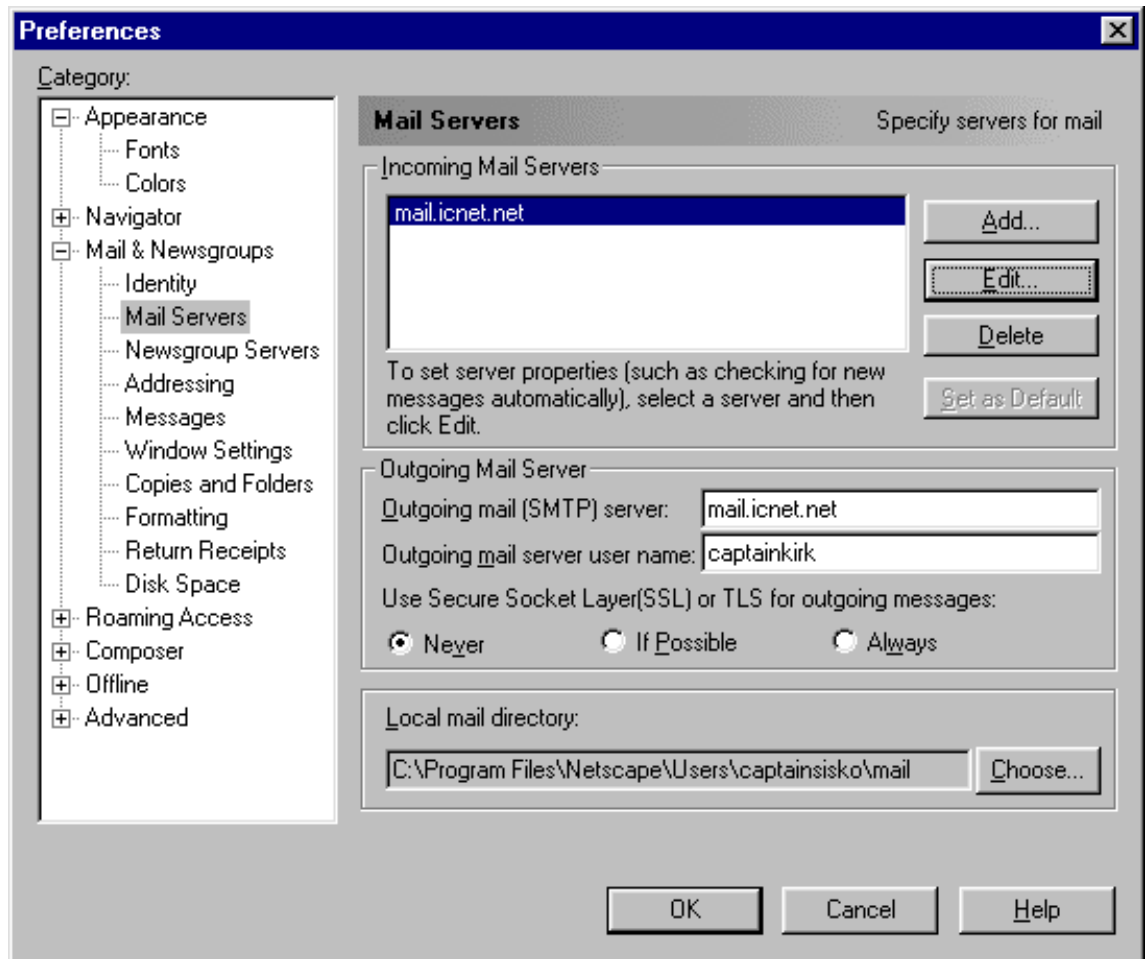 Preferences
Category:
Appearance
Fonts
Colors
Navigator
Mail & Newsgroups
Identity
Mail Servers
Newsgroup Servers
Addressing
Messages
Window Settings
Copies and Folders
Formatting
Return Receipts
Disk Space
Roaming Access
Composer
Offline
Advanced
Mail Servers Specify servers for mail
Incoming Mail Servers
mail.icnet.net
Add...
Edit...
Delete
To set server properties (such as checking for new
messages automatically), select a server and then
click Edit.
Set as Default
Outgoing Mail Server
Outgoing mail (SMTP) server: mail.icnet.net
Outgoing mail server user name: captainkirk
Use Secure Socket Layer(SSL) or TLS for outgoing messages:
Never If Possible Always
Local mail directory:
C:\Program Files\Netscape\Users\captainsisko\mail Choose...
OK Cancel Help